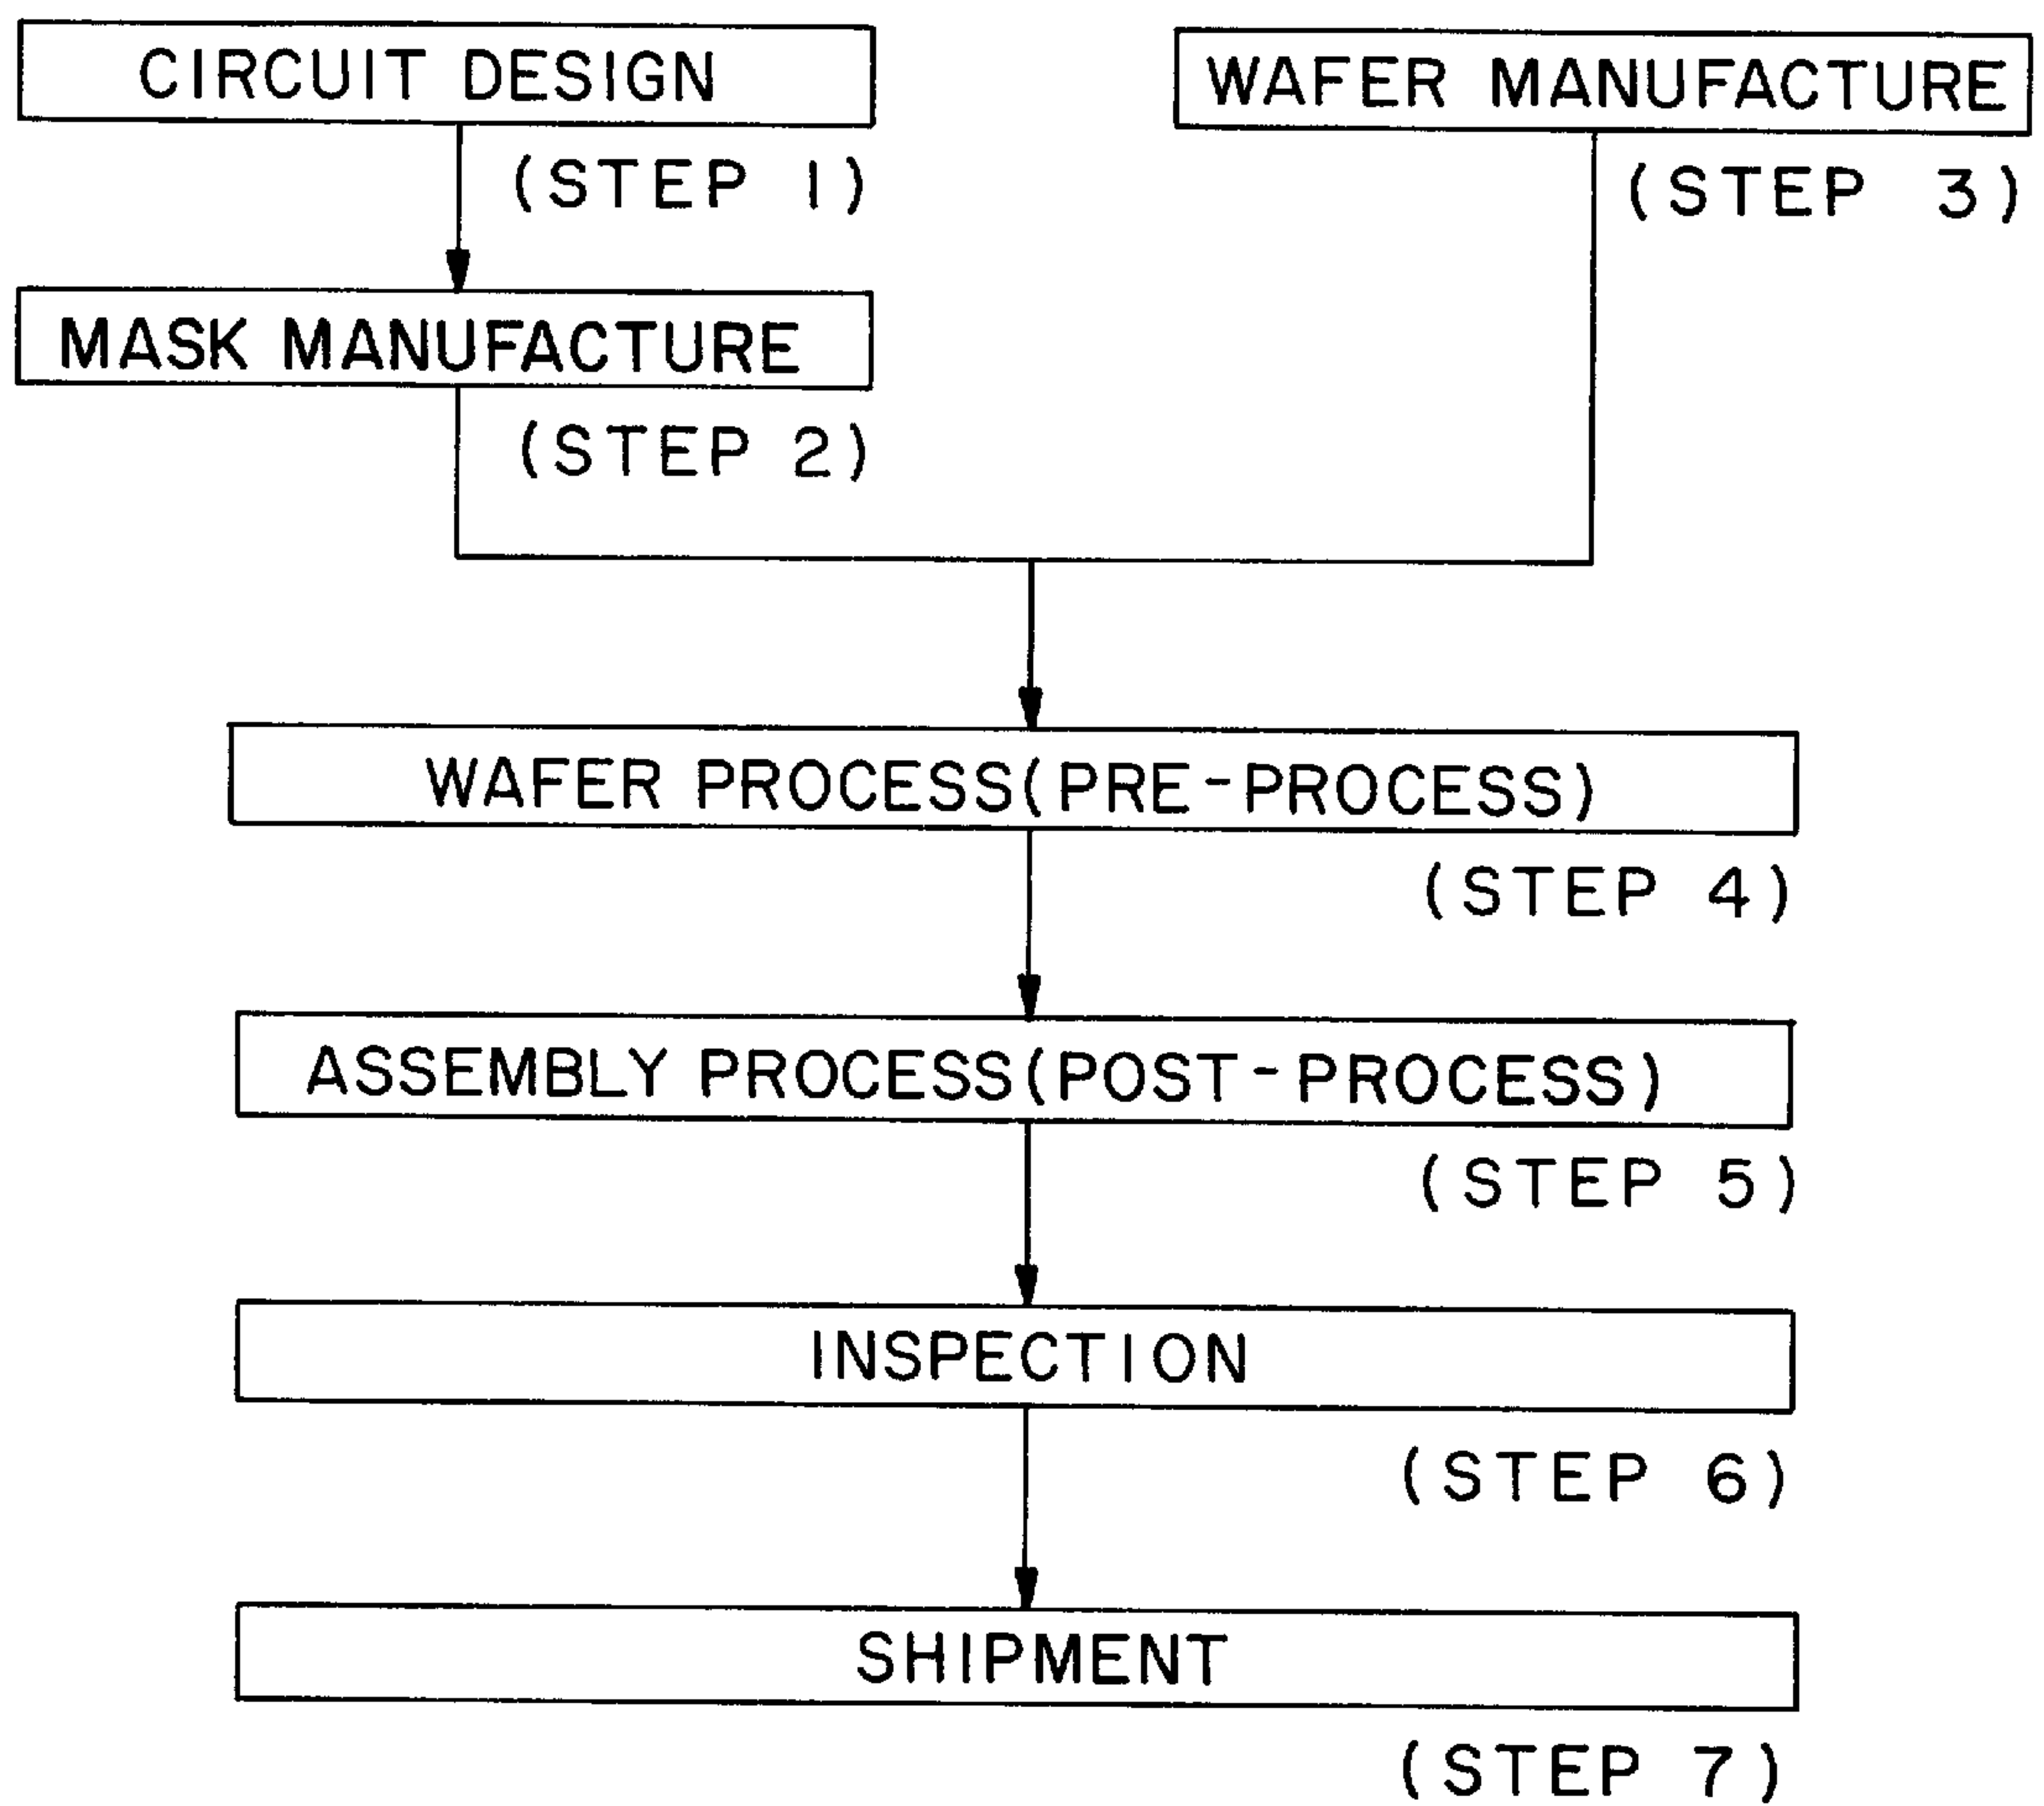 CIRCUIT DESIGN
(STEP 1)
MASK MANUFACTURE
(STEP 2)
WAFER MANUFACTURE
(STEP 3)
WAFER PROCESS(PRE-PROCESS)
(STEP 4)
ASSEMBLY PROCESS(POST-PROCESS)
(STEP 5)
INSPECTION
(STEP 6)
SHIPMENT
(STEP 7)